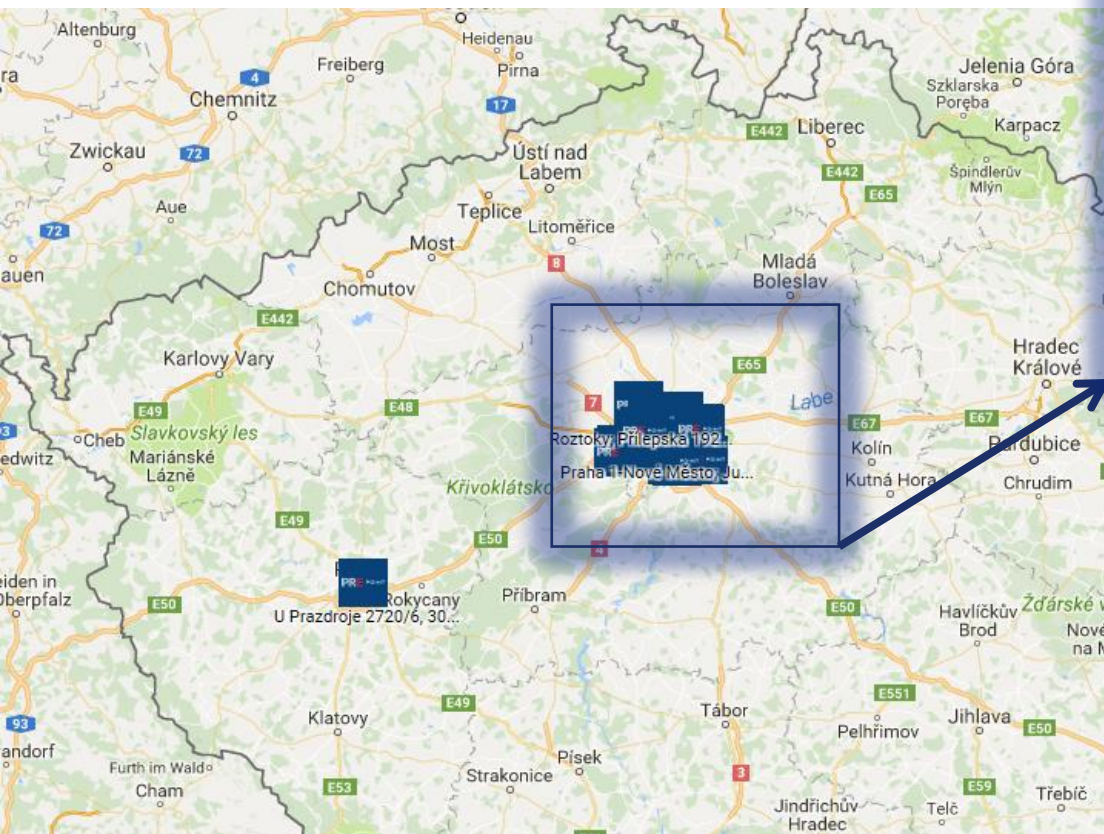 Altenburg
Heidenau
Freiberg
Pirna
4
Chemnitz
17
Jelenia Góra
Szklarska
Poręba
Karpacz
E442
Liberec
Zwickau
72
Ústí nad
Labem
E442
E65
Špindlerův
Mlýn
Aue
Teplice
Litoměřice
72
Most
8
Mladá
Boleslav
Chomutov
E442
Karlovy Vary
E65
Hradec
Králové
E48
7
Labe
E49
E67
E67
Cheb
Slavkovský les
Roztoky, Přílepská 192...
Kolín
Pardubice
Mariánské
Lázně
Praha 1-Nové Město, Ju...
Křivoklátsko
Kutná Hora
Chrudim
E49
E50
4
PRE POINT
Rokycany
Příbram
E50
U Prazdroje 2720/6, 30...
E50
Havlíčkův
Brod
Žďárské
E49
E551
93
Klatovy
Tábor
Jihlava
E50
Pelhřimov
Furth im Wald
Písek
Cham
Strakonice
E53
3
E59
Třebíč
Jindřichův
Hradec
Telč